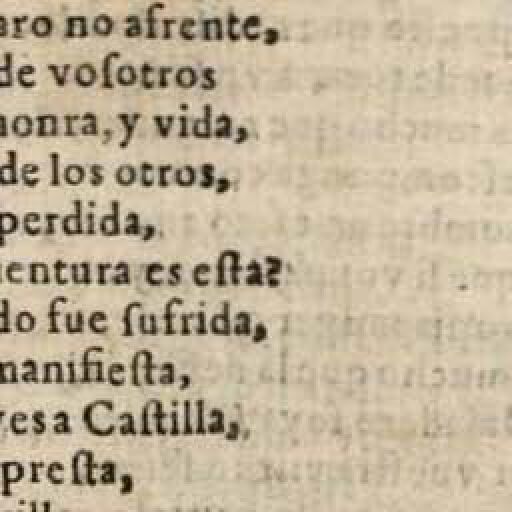 aro no afrente,
de voſotros
honra, y vida,
de los otros,
perdida,
uentura es eſta?
do fue ſufrida,
manifieſta,
yes a Caſtilla,
preſta,